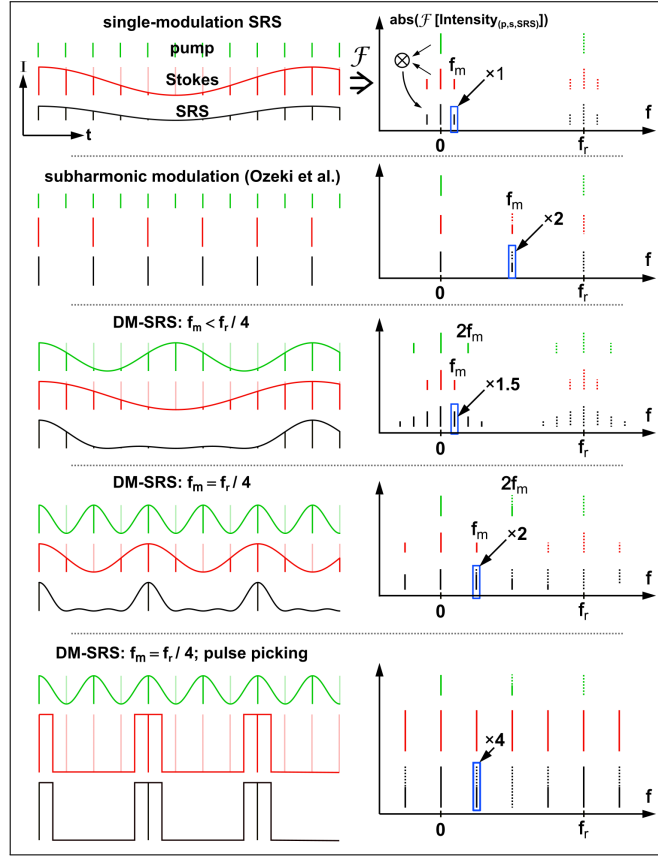 single-modulation SRS
pump
Stokes
SRS
I
t
ℱ
abs(ℱ [Intensity(p,s,SRS)])
fm
×1
0
fr
f
subharmonic modulation (Ozeki et al.)
fm
×2
0
fr
f
DM-SRS: fm < fr / 4
2fm
fm
×1.5
0
fr
f
DM-SRS: fm = fr / 4
2fm
fm
×2
0
fr
f
DM-SRS: fm = fr / 4; pulse picking
×4
0
fr
f